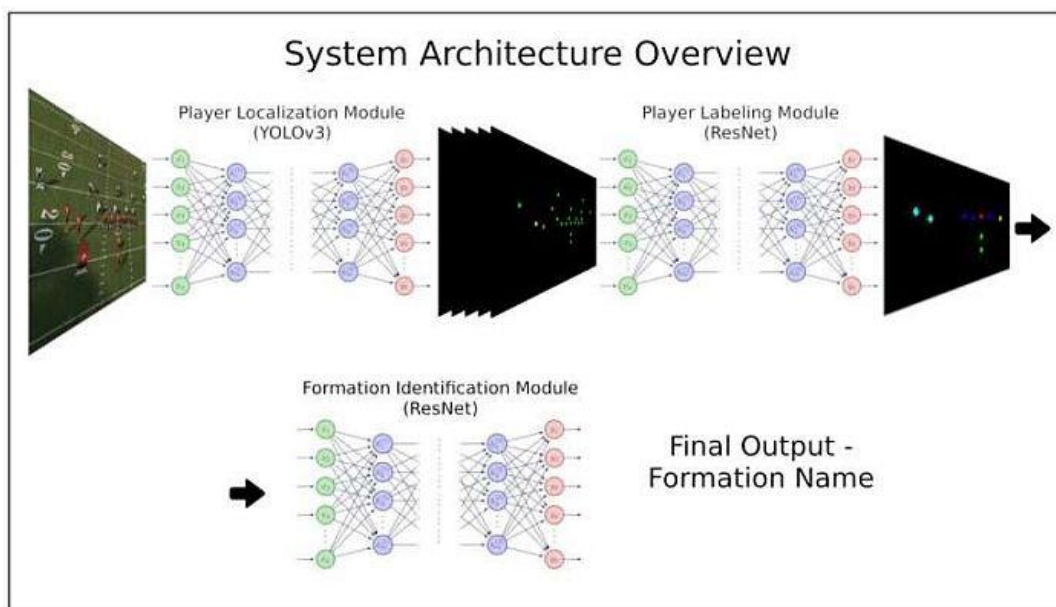 System Architecture Overview
Player Localization Module
(YOLOv3)
Player Labeling Module
(ResNet)
Formation Identification Module
(ResNet)
Final Output -
Formation Name